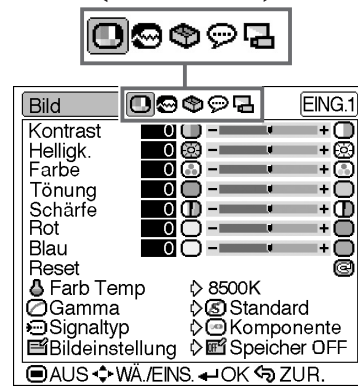 Bild EING.1
Kontrast 0 - +
Helligk. 0 - +
Farbe 0 - +
Tönung 0 - +
Schärfe 0 - +
Rot 0 - +
Blau 0 - +
Reset
Farb Temp 8500K
Gamma Standard
Signaltyp Komponente
Bildeinstellung Speicher OFF
AUS WÄ./EINS. OK ZUR.